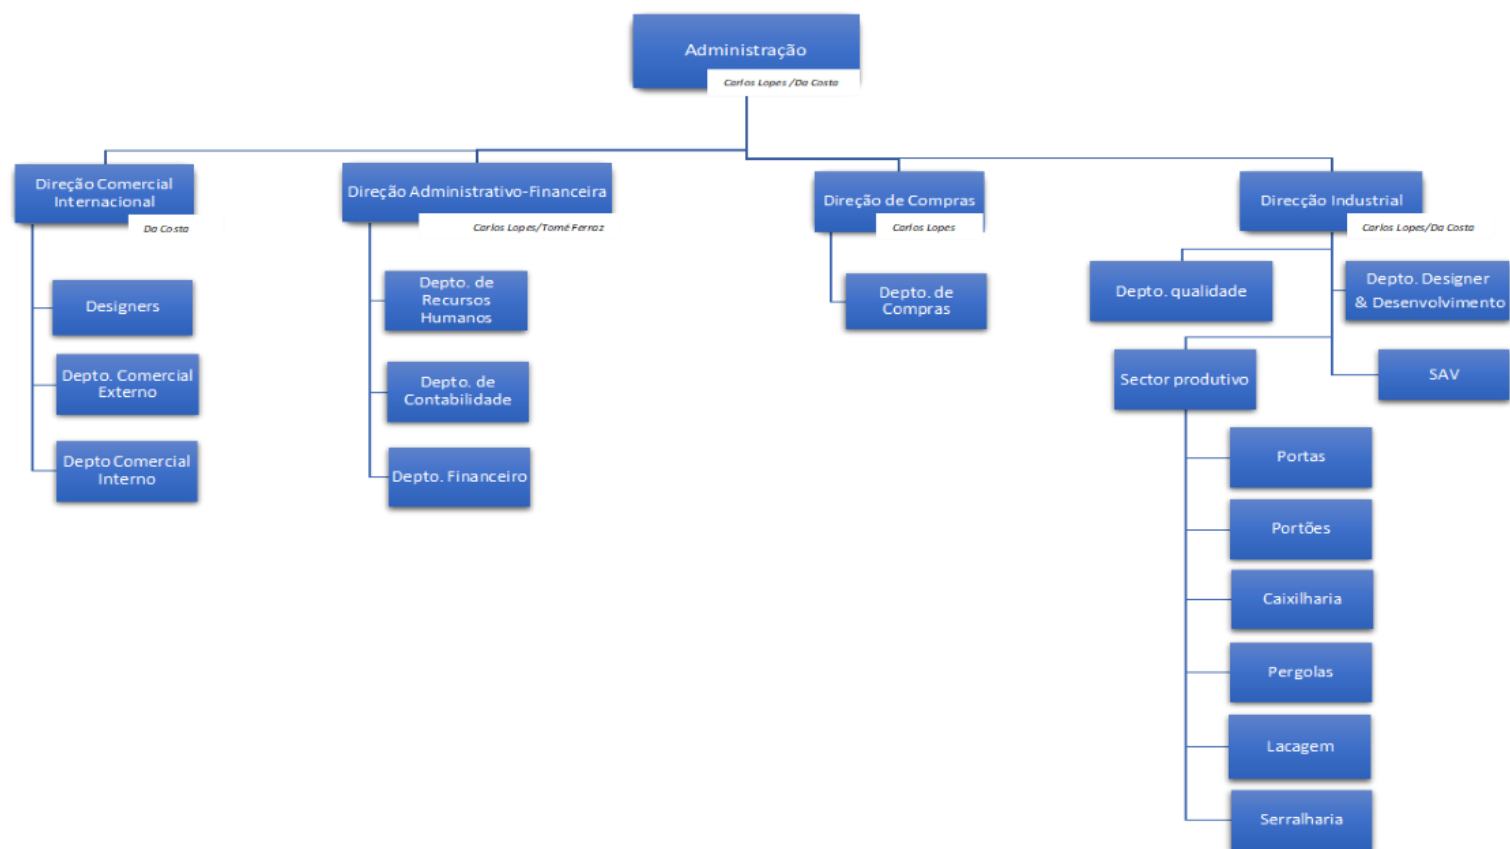 Administração
Carlos Lopes /Da Costa
Direção Comercial
Internacional
Da Costa
Direção Administrativo-Financeira
Carlos Lopes/Tomé Ferraz
Direção de Compras
Carlos Lopes
Direcção Industrial
Carlos Lopes/Da Costa
Designers
Depto. Comercial
Externo
Depto Comercial
Interno
Depto. de
Recursos
Humanos
Depto. de
Contabilidade
Depto. Financeiro
Depto. de
Compras
Depto. qualidade
Depto. Designer
& Desenvolvimento
Sector produtivo
SAV
Portas
Portões
Caixilharia
Pergolas
Lacagem
Serralharia